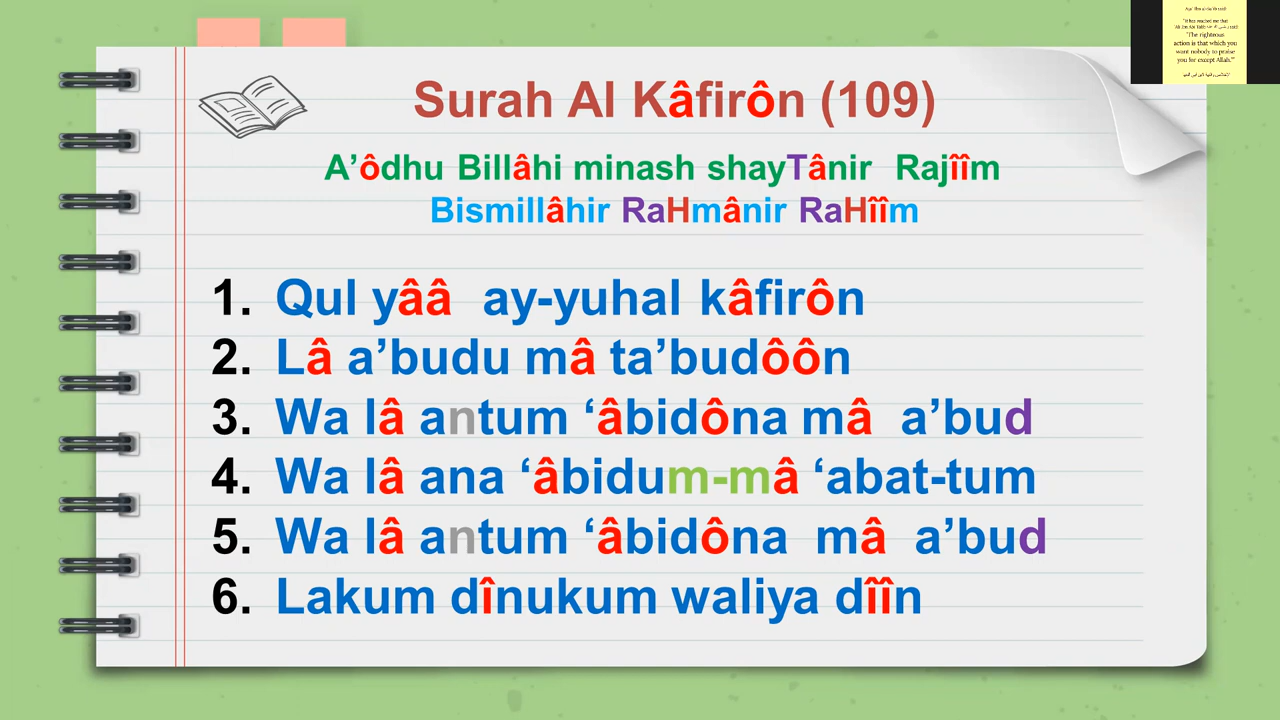 Surah Al Kâfirôn (109)
A’ôdhu Billâhi minash shayTânir Rajîîm
Bismillâhir RaHmânir RaHîîm
1. Qul yââ ay-yuhal kâfirôn
2. Lâ a’budu mâ ta’budôôn
3. Wa lâ antum ‘âbidôna mâ a’bud
4. Wa lâ ana ‘âbidum-mâ ‘abat-tum
5. Wa lâ antum ‘âbidôna mâ a’bud
6. Lakum dînukum waliya dîîn
"The righteous
action is that which you
want nobody to praise
you for except Allah."